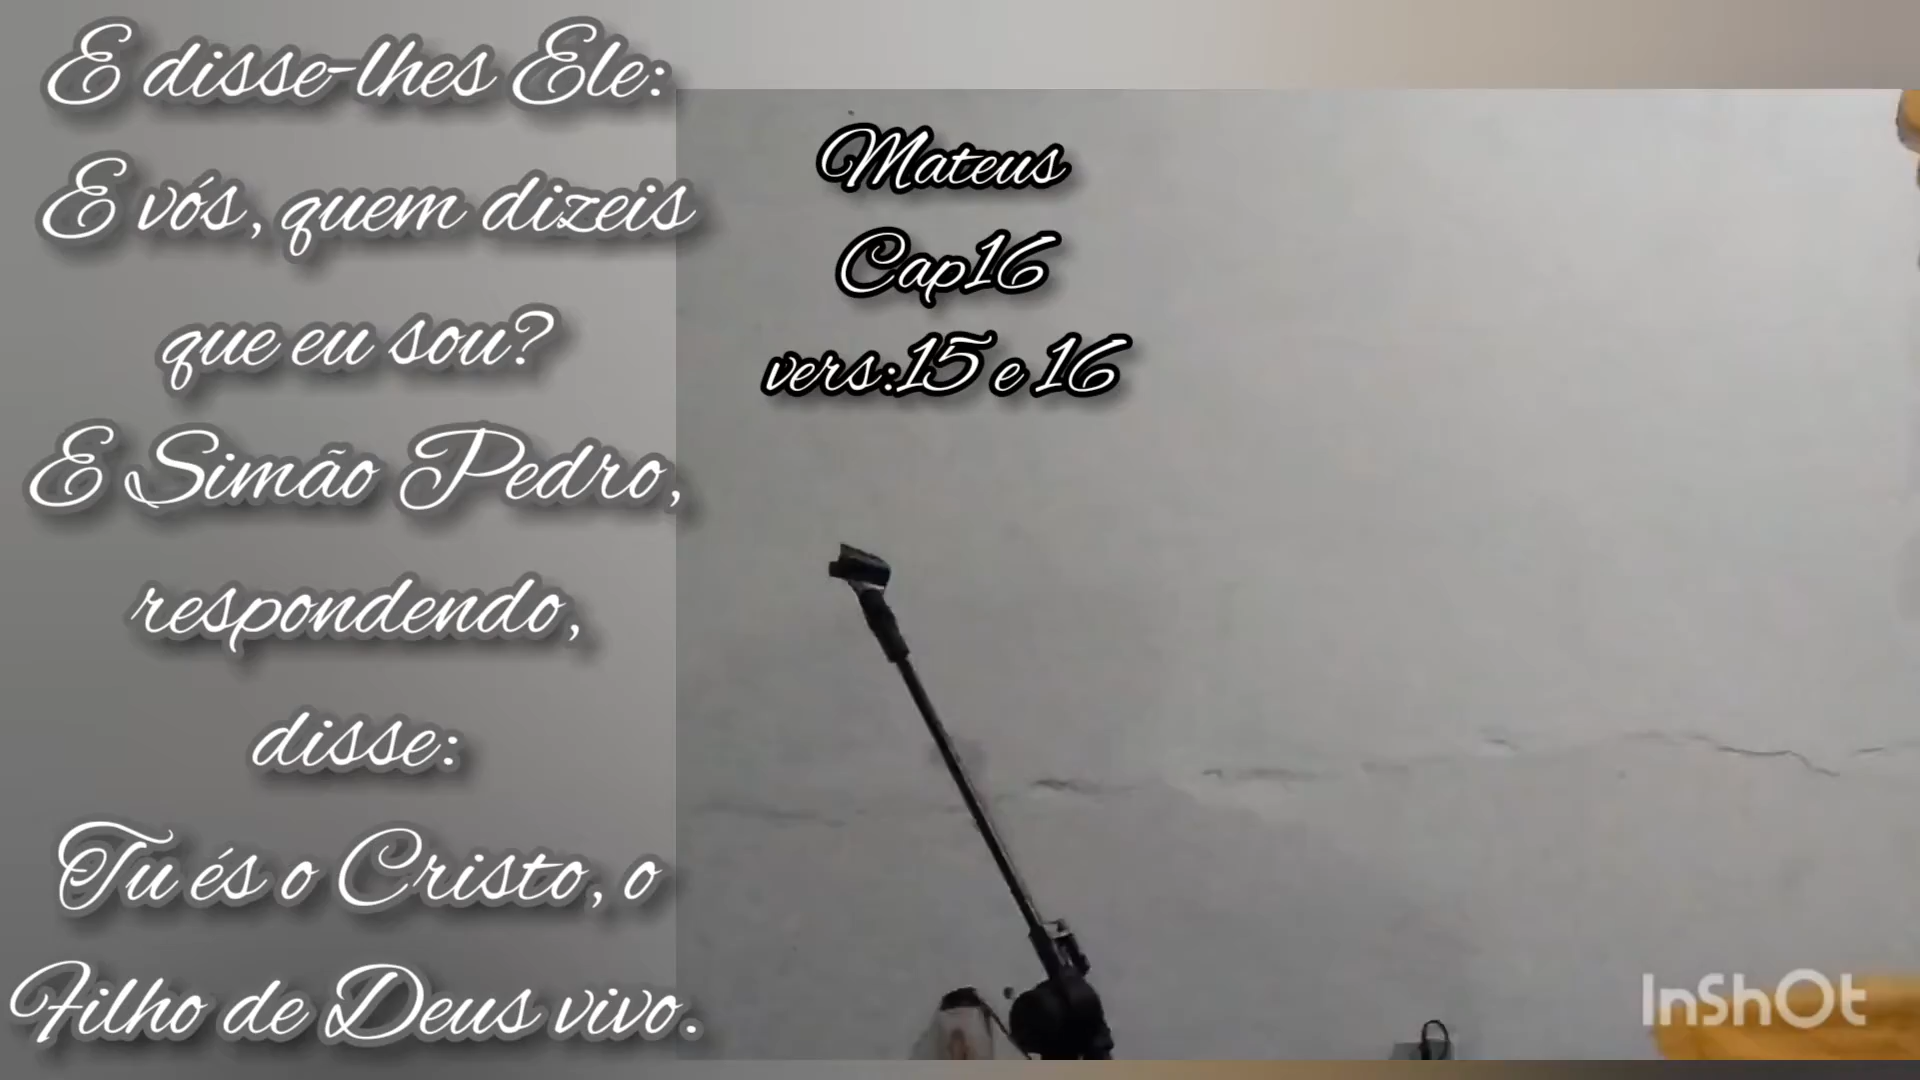 E disse-lhes Ele:
E vós, quem dizeis
que eu sou?
E Simão Pedro,
respondendo,
disse:
Tu és o Cristo, o
Filho de Deus vivo.
Mateus
Cap16
vers:15 e 16
InShOt